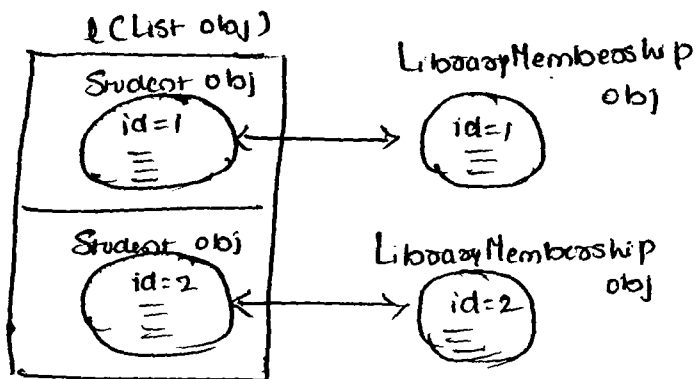 l (List obj)
Student obj
id=1
LibraryMembership
obj
id=1
Student obj
id=2
LibraryMembership
obj
id=2